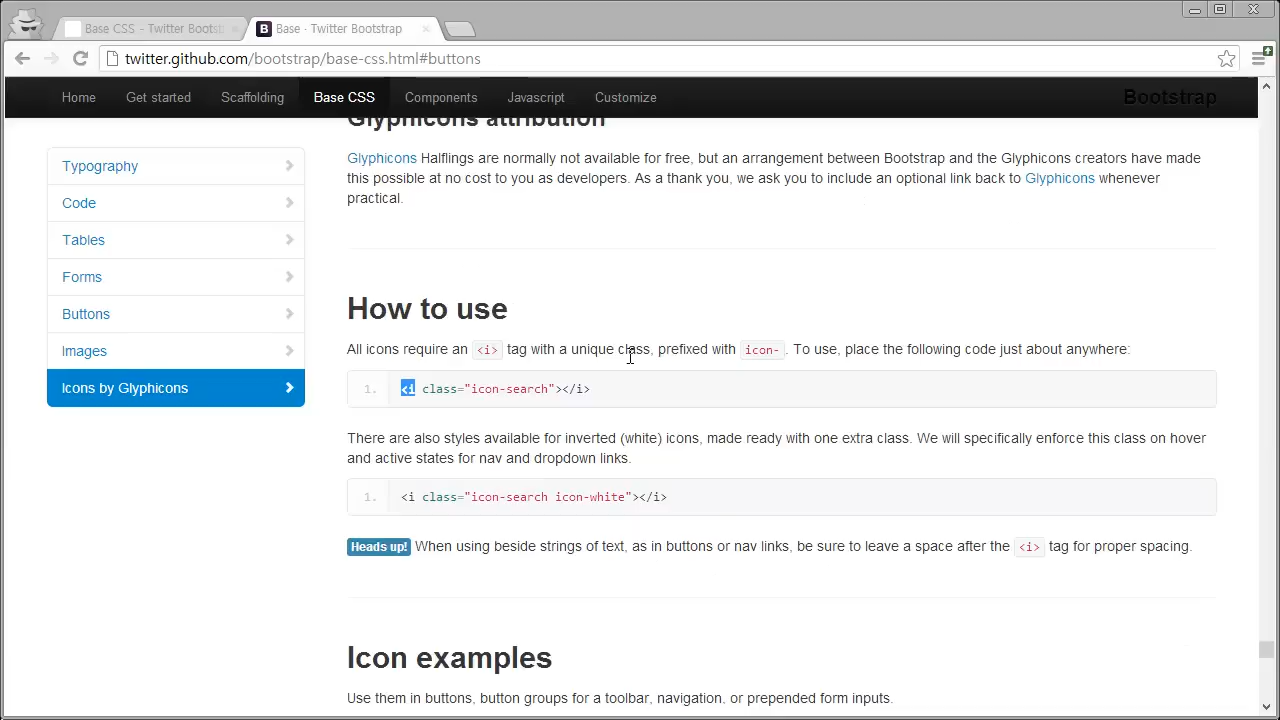 Base CSS - Twitter Bootst
Base · Twitter Bootstrap
twitter.github.com/bootstrap/base-css.html#buttons
Home Get started Scaffolding Base CSS Components Javascript Customize Bootstrap
Typography
Code
Tables
Forms
Buttons
Images
Icons by Glyphicons
Glyphicons attribution
Glyphicons Halflings are normally not available for free, but an arrangement between Bootstrap and the Glyphicons creators have made
this possible at no cost to you as developers. As a thank you, we ask you to include an optional link back to Glyphicons whenever
practical.
How to use
All icons require an <i> tag with a unique class, prefixed with icon-. To use, place the following code just about anywhere:
1. <i class="icon-search"></i>
There are also styles available for inverted (white) icons, made ready with one extra class. We will specifically enforce this class on hover
and active states for nav and dropdown links.
1. <i class="icon-search icon-white"></i>
Heads up! When using beside strings of text, as in buttons or nav links, be sure to leave a space after the <i> tag for proper spacing.
Icon examples
Use them in buttons, button groups for a toolbar, navigation, or prepended form inputs.